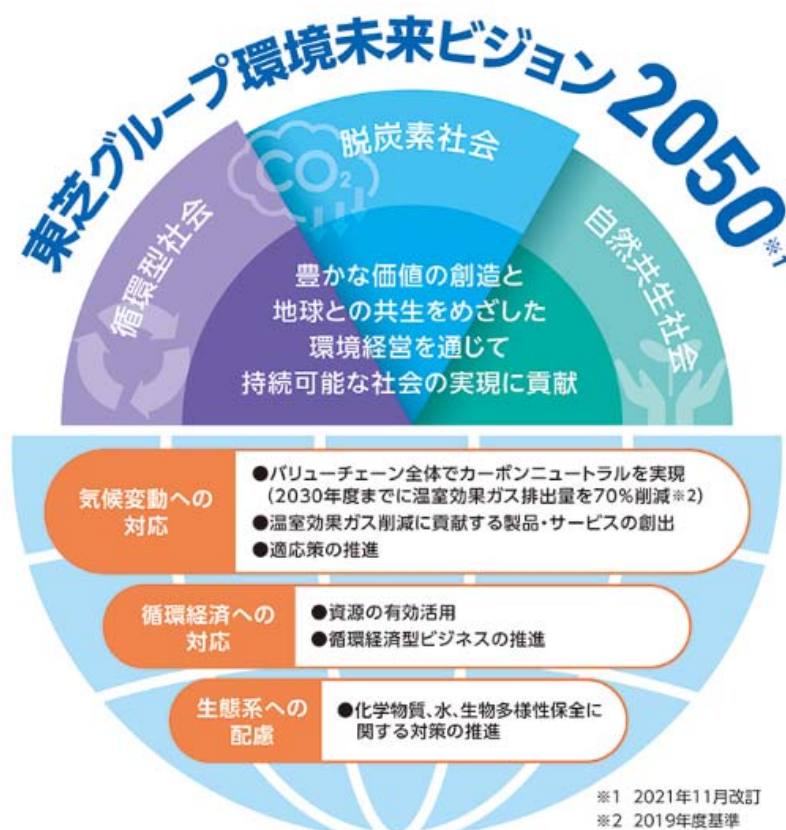 東芝グループ環境未来ビジョン2050※1
循環型社会
CO2
脱炭素社会
自然共生社会
豊かな価値の創造と
地球との共生をめざした
環境経営を通じて
持続可能な社会の実現に貢献
気候変動への
対応
●バリューチェーン全体でカーボンニュートラルを実現
(2030年度までに温室効果ガス排出量を70%削減※2)
●温室効果ガス削減に貢献する製品・サービスの創出
●適応策の推進
循環経済への
対応
●資源の有効活用
●循環経済型ビジネスの推進
生態系への
配慮
●化学物質、水、生物多様性保全に
関する対策の推進
※1 2021年11月改訂
※2 2019年度基準